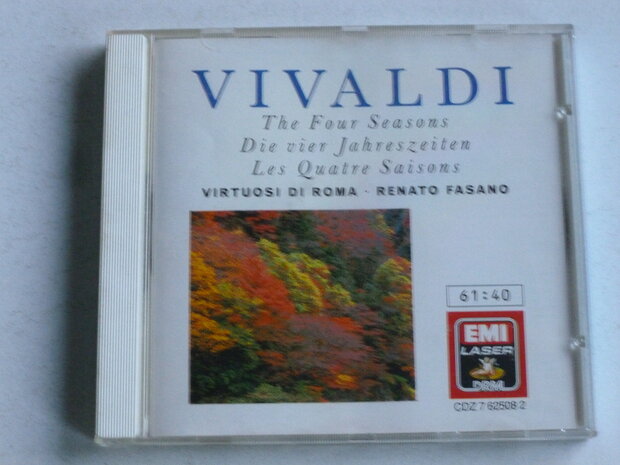 VIVALDI
The Four Seasons
Die vier Jahreszeiten
Les Quatre Saisons
VIRTUOSI DI ROMA · RENATO FASANO
61:40
EMI
LASER
DRM
CDZ 7 62508 2